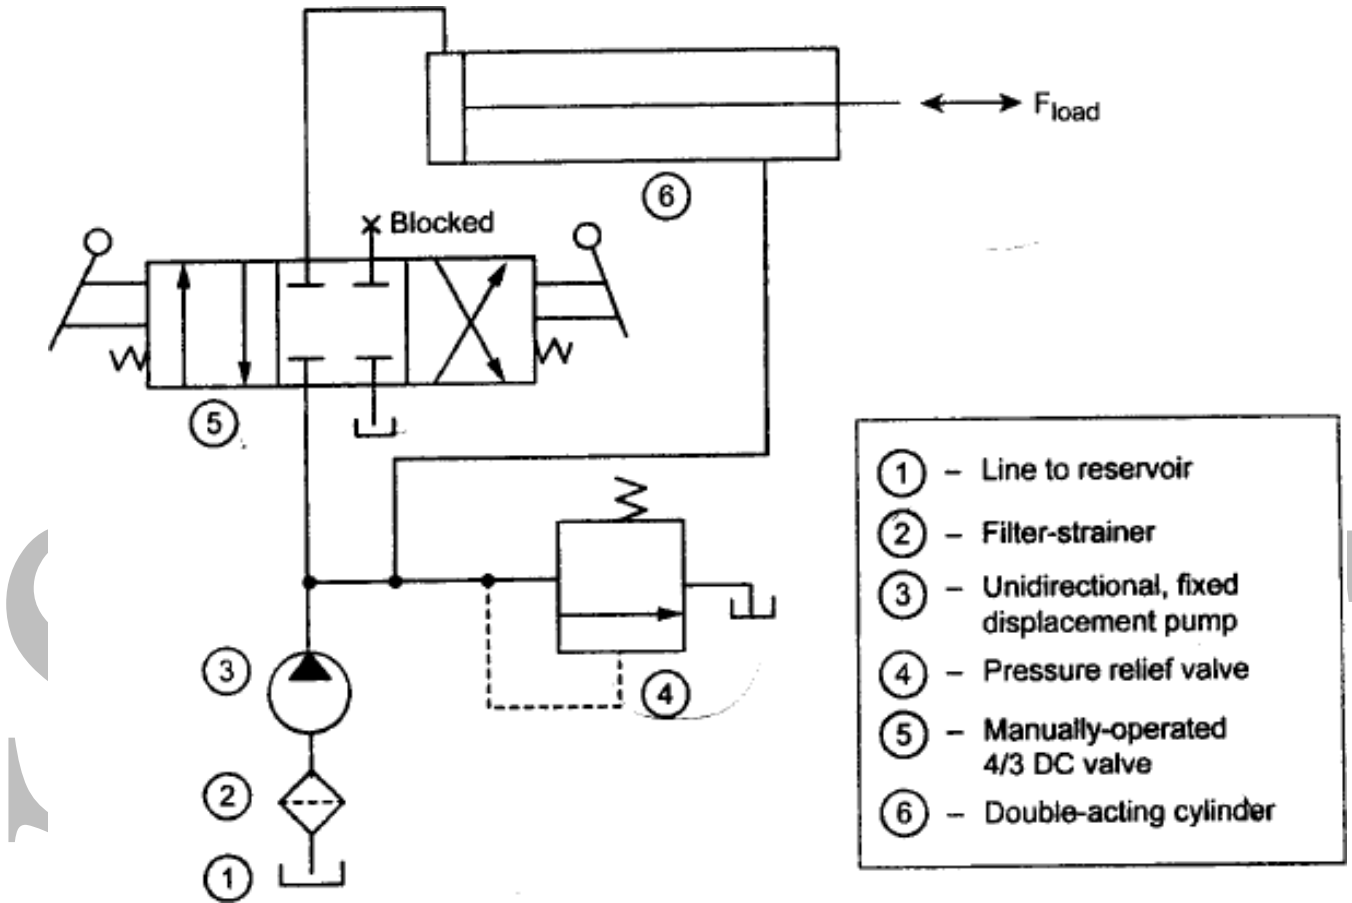 F_load
6
Blocked
5
3
4
2
1
1 – Line to reservoir
2 – Filter-strainer
3 – Unidirectional, fixed
displacement pump
4 – Pressure relief valve
5 – Manually-operated
4/3 DC valve
6 – Double-acting cylinder